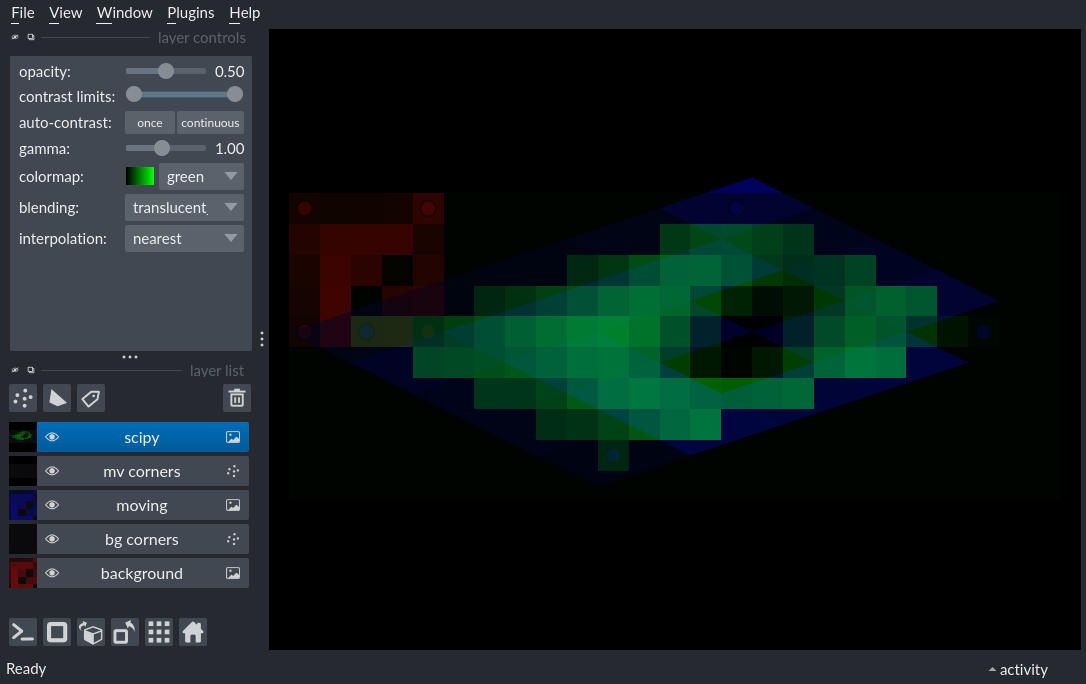 File View Window Plugins Help
layer controls
opacity: 0.50
contrast limits:
auto-contrast: once continuous
gamma: 1.00
colormap: green
blending: translucent
interpolation: nearest
layer list
scipy
mv corners
moving
bg corners
background
Ready
activity